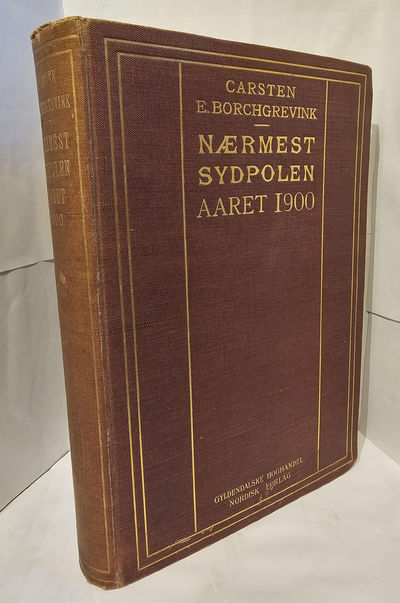 CARSTEN
E. BORCHGREVINK
NÆRMEST
SYDPOLEN
AARET 1900
GYLDENDALSKE BOGHANDEL
NORDISK FORLAG